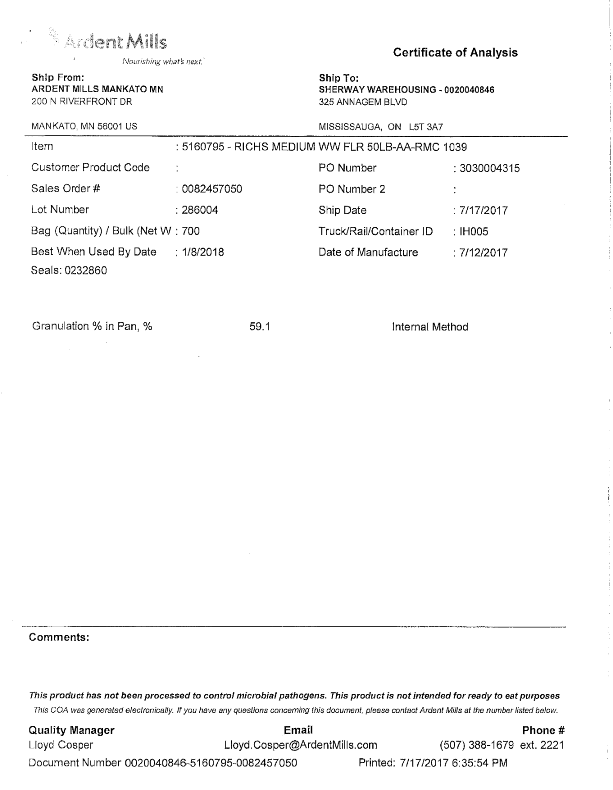 Ardent Mills
Nourishing what's next.
Certificate of Analysis
Ship From:
ARDENT MILLS MANKATO MN
200 N RIVERFRONT DR
MANKATO, MN 56001 US
Ship To:
SHERWAY WAREHOUSING - 0020040846
325 ANNAGEM BLVD
MISSISSAUGA, ON L5T 3A7
Item : 5160795 - RICHS MEDIUM WW FLR 50LB-AA-RMC 1039
Customer Product Code : PO Number : 3030004315
Sales Order # : 0082457050 PO Number 2 :
Lot Number : 286004 Ship Date : 7/17/2017
Bag (Quantity) / Bulk (Net W : 700 Truck/Rail/Container ID : IH005
Best When Used By Date : 1/8/2018 Date of Manufacture : 7/12/2017
Seals: 0232860
Granulation % in Pan, % 59.1 Internal Method
Comments:
This product has not been processed to control microbial pathogens. This product is not intended for ready to eat purposes
This COA was generated electronically. If you have any questions concerning this document, please contact Ardent Mills at the number listed below.
Quality Manager Email Phone #
Lloyd Cosper Lloyd.Cosper@ArdentMills.com (507) 388-1679 ext. 2221
Document Number 0020040846-5160795-0082457050 Printed: 7/17/2017 6:35:54 PM